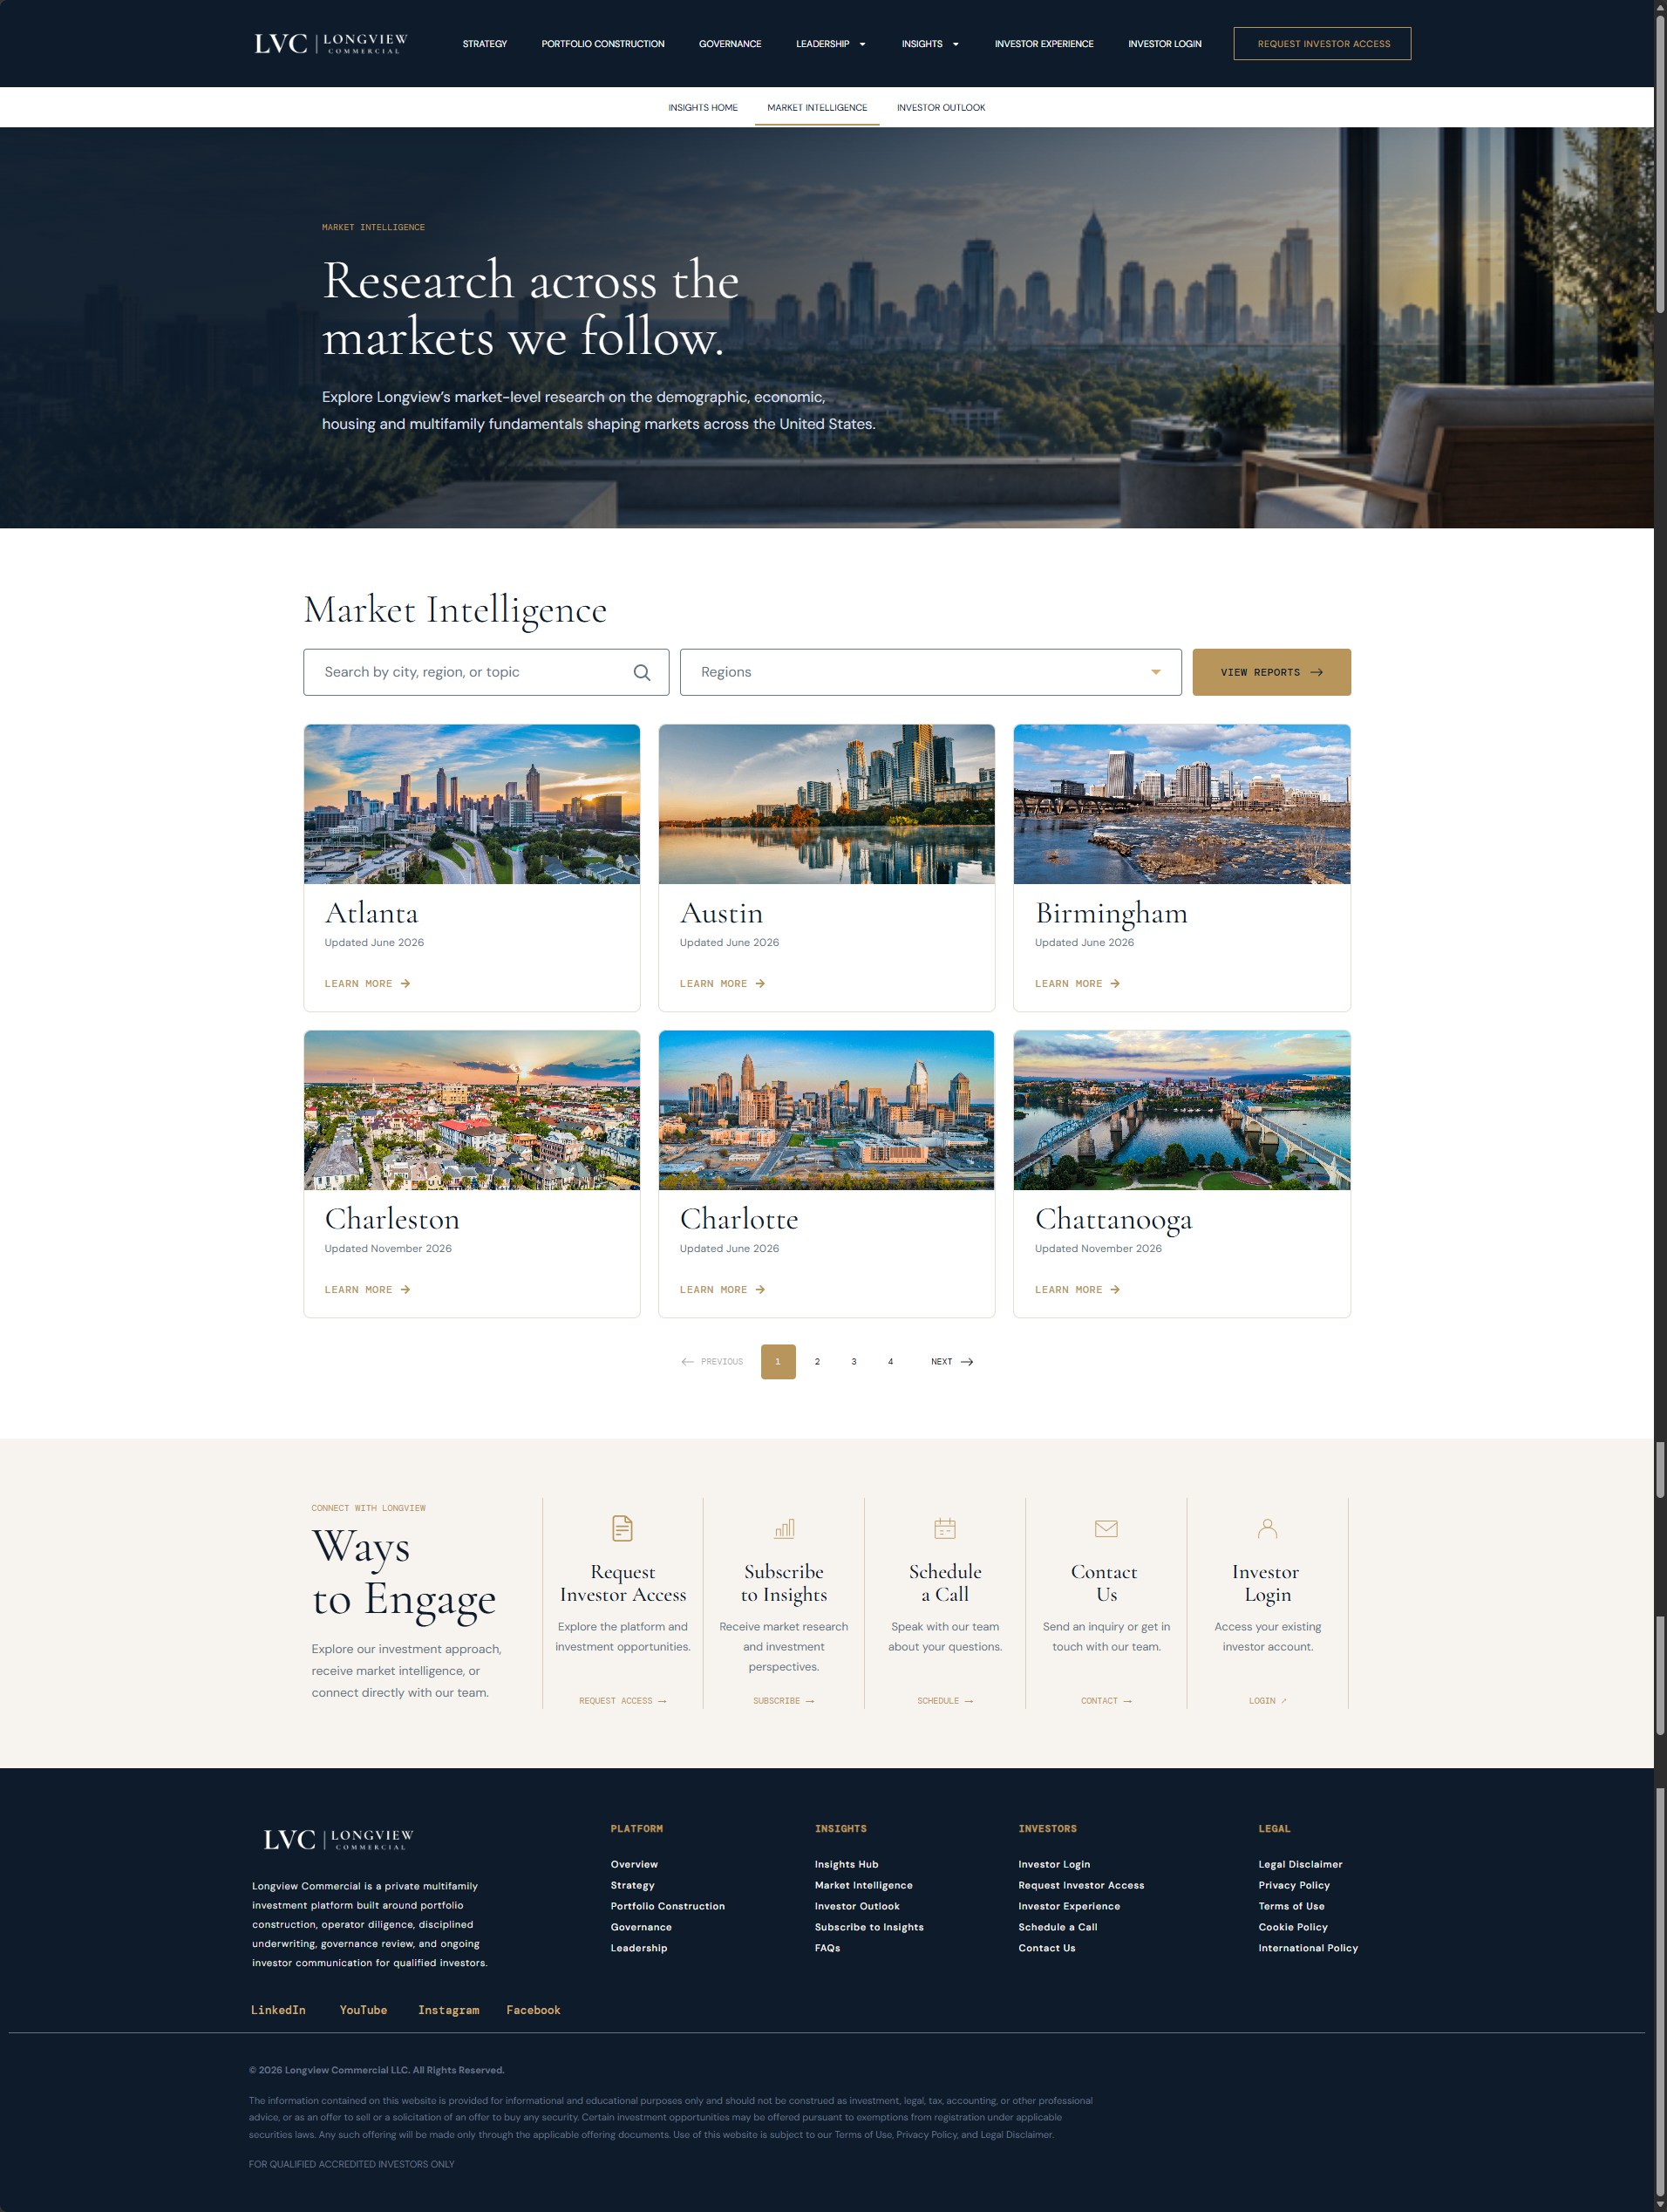 LVC | LONGVIEW
COMMERCIAL
STRATEGY
PORTFOLIO CONSTRUCTION
GOVERNANCE
LEADERSHIP
INSIGHTS
INVESTOR EXPERIENCE
INVESTOR LOGIN
REQUEST INVESTOR ACCESS
INSIGHTS HOME
MARKET INTELLIGENCE
INVESTOR OUTLOOK
MARKET INTELLIGENCE
Research across the
markets we follow.
Explore Longview’s market-level research on the demographic, economic,
housing and multifamily fundamentals shaping markets across the United States.
Market Intelligence
Search by city, region, or topic
Regions
VIEW REPORTS →
Atlanta
Updated June 2026
LEARN MORE →
Austin
Updated June 2026
LEARN MORE →
Birmingham
Updated June 2026
LEARN MORE →
Charleston
Updated November 2026
LEARN MORE →
Charlotte
Updated June 2026
LEARN MORE →
Chattanooga
Updated November 2026
LEARN MORE →
← PREVIOUS 1 2 3 4 NEXT →
CONNECT WITH LONGVIEW
Ways
to Engage
Explore our investment approach,
receive market intelligence, or
connect directly with our team.
Request
Investor Access
Explore the platform and
investment opportunities.
REQUEST ACCESS →
Subscribe
to Insights
Receive market research
and investment
perspectives.
SUBSCRIBE →
Schedule
a Call
Speak with our team
about your questions.
SCHEDULE →
Contact
Us
Send an inquiry or get in
touch with our team.
CONTACT →
Investor
Login
Access your existing
investor account.
LOGIN ↗
LVC | LONGVIEW
COMMERCIAL
Longview Commercial is a private multifamily
investment platform built around portfolio
construction, operator diligence, disciplined
underwriting, governance review, and ongoing
investor communication for qualified investors.
LinkedIn
YouTube
Instagram
Facebook
PLATFORM
Overview
Strategy
Portfolio Construction
Governance
Leadership
INSIGHTS
Insights Hub
Market Intelligence
Investor Outlook
Subscribe to Insights
FAQs
INVESTORS
Investor Login
Request Investor Access
Investor Experience
Schedule a Call
Contact Us
LEGAL
Legal Disclaimer
Privacy Policy
Terms of Use
Cookie Policy
International Policy
© 2026 Longview Commercial LLC. All Rights Reserved.
The information contained on this website is provided for informational and educational purposes only and should not be construed as investment, legal, tax, accounting, or other professional
advice, or as an offer to sell or a solicitation of an offer to buy any security. Certain investment opportunities may be offered pursuant to exemptions from registration under applicable
securities laws. Any such offering will be made only through the applicable offering documents. Use of this website is subject to our Terms of Use, Privacy Policy, and Legal Disclaimer.
FOR QUALIFIED ACCREDITED INVESTORS ONLY